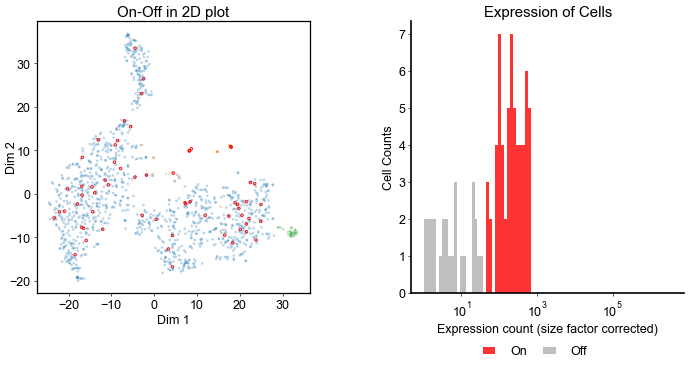 On-Off in 2D plot
Dim 2
30
20
10
0
−10
−20
−20 −10 0 10 20 30
Dim 1
Expression of Cells
Cell Counts
7
6
5
4
3
2
1
0
10^1 10^3 10^5
Expression count (size factor corrected)
On Off